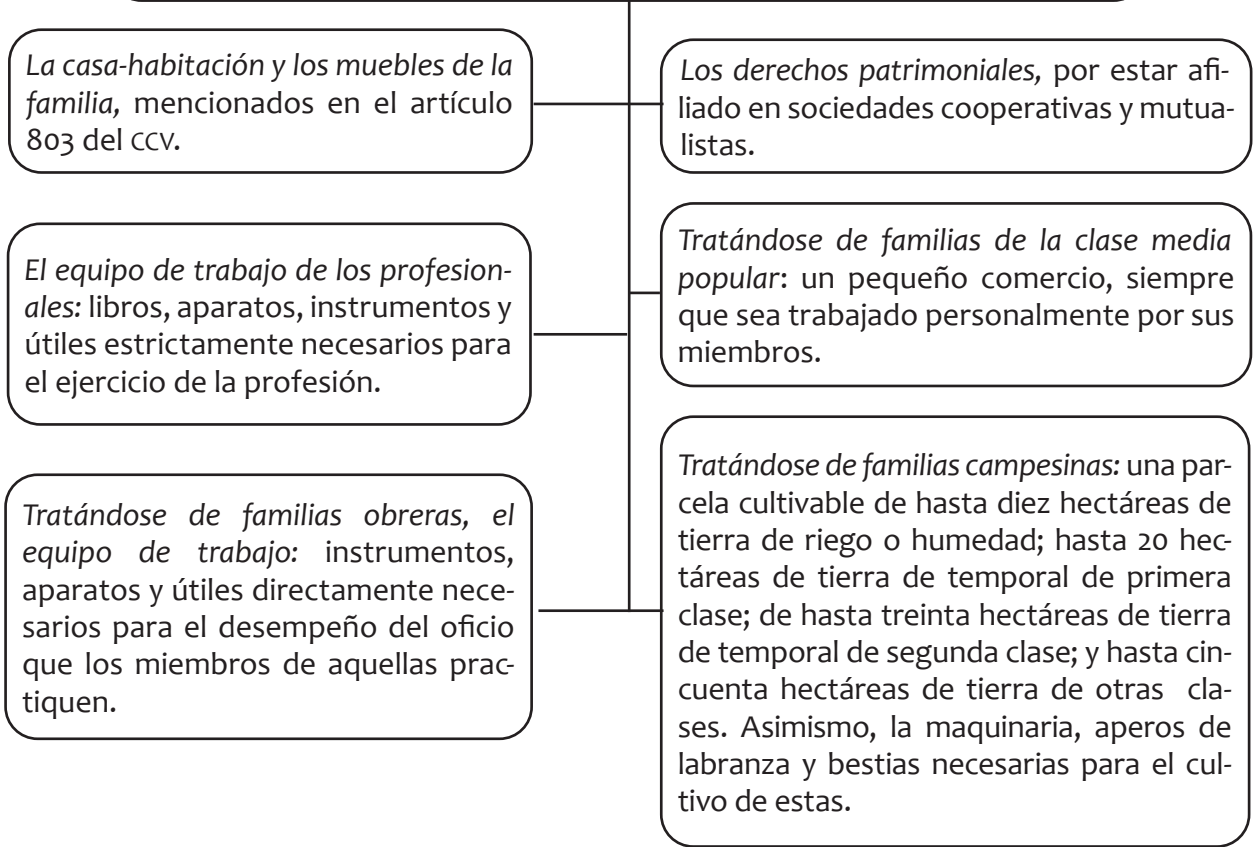 La casa-habitación y los muebles de la
familia, mencionados en el artículo
803 del CCV.
Los derechos patrimoniales, por estar afi-
liado en sociedades cooperativas y mutua-
listas.
El equipo de trabajo de los profesion-
ales: libros, aparatos, instrumentos y
útiles estrictamente necesarios para
el ejercicio de la profesión.
Tratándose de familias de la clase media
popular: un pequeño comercio, siempre
que sea trabajado personalmente por sus
miembros.
Tratándose de familias obreras, el
equipo de trabajo: instrumentos,
aparatos y útiles directamente nece-
sarios para el desempeño del oficio
que los miembros de aquellas prac-
tiquen.
Tratándose de familias campesinas: una par-
cela cultivable de hasta diez hectáreas de
tierra de riego o humedad; hasta 20 hec-
táreas de tierra de temporal de primera
clase; de hasta treinta hectáreas de tierra
de temporal de segunda clase; y hasta cin-
cuenta hectáreas de tierra de otras cla-
ses. Asimismo, la maquinaria, aperos de
labranza y bestias necesarias para el cul-
tivo de estas.